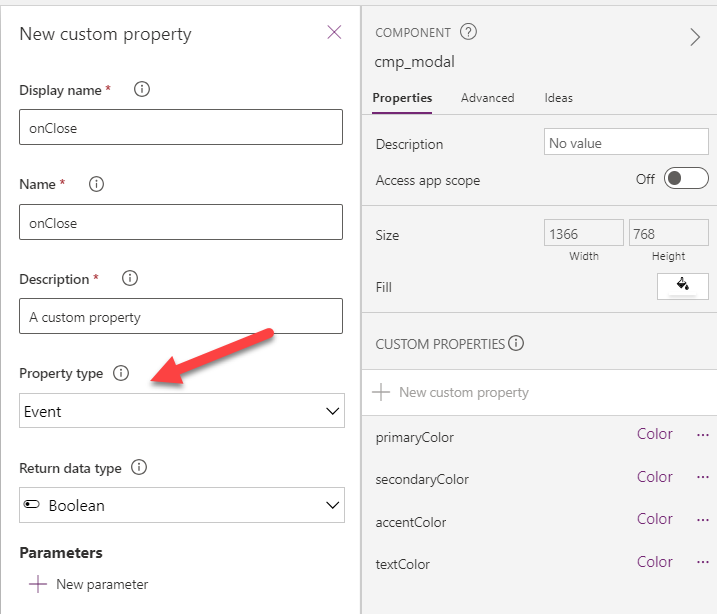 New custom property
Display name *
onClose
Name *
onClose
Description *
A custom property
Property type
Event
Return data type
Boolean
Parameters
New parameter
COMPONENT
cmp_modal
Properties Advanced Ideas
Description No value
Access app scope Off
Size 1366 768
Width Height
Fill
CUSTOM PROPERTIES
New custom property
primaryColor Color ...
secondaryColor Color ...
accentColor Color ...
textColor Color ...